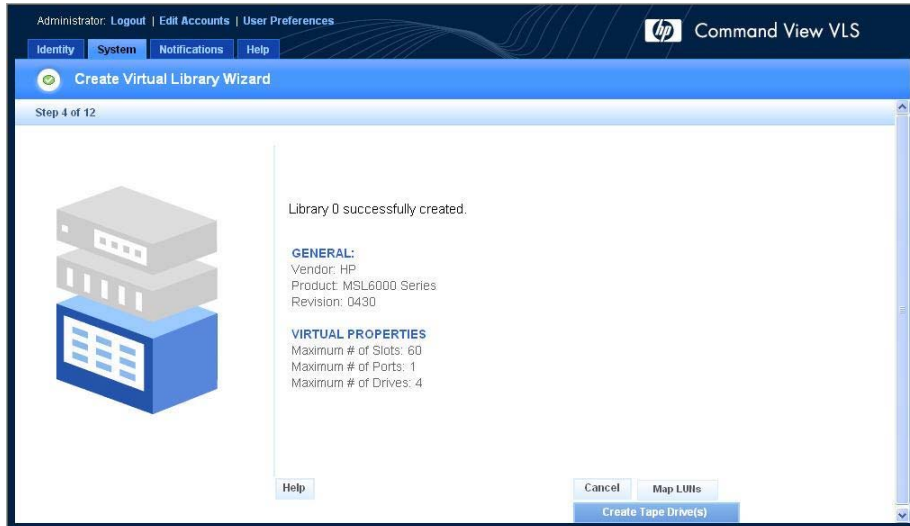 Administrator: Logout | Edit Accounts | User Preferences
hp Command View VLS
Identity System Notifications Help
Create Virtual Library Wizard
Step 4 of 12
Library 0 successfully created.
GENERAL:
Vendor: HP
Product: MSL6000 Series
Revision: 0430
VIRTUAL PROPERTIES
Maximum # of Slots: 60
Maximum # of Ports: 1
Maximum # of Drives: 4
Help Cancel Map LUNs
Create Tape Drive(s)